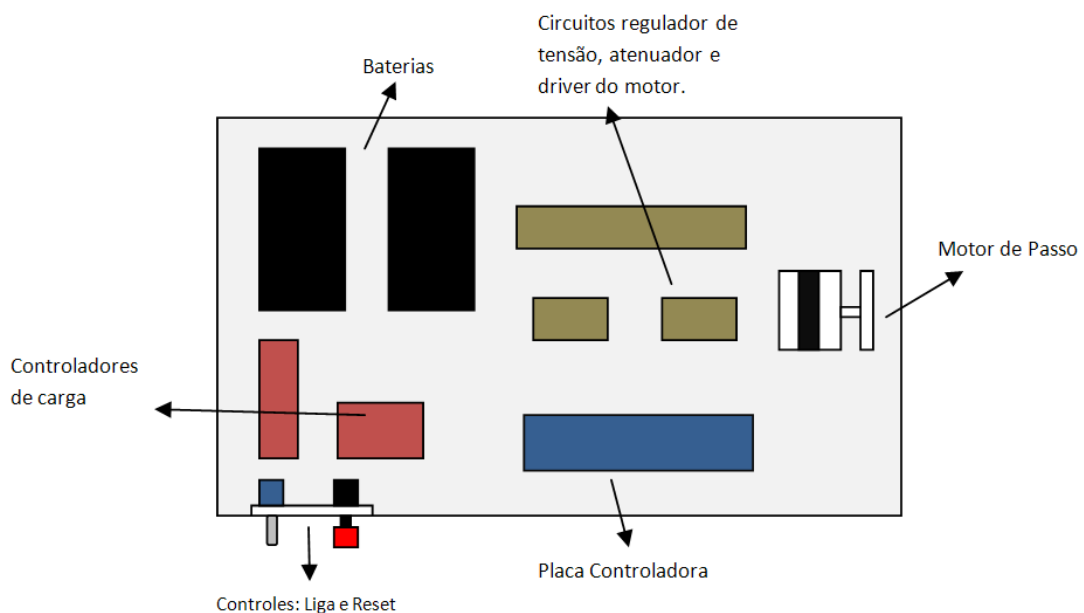 Circuitos regulador de
tensão, atenuador e
driver do motor.
Baterias
Motor de Passo
Controladores
de carga
Placa Controladora
Controles: Liga e Reset